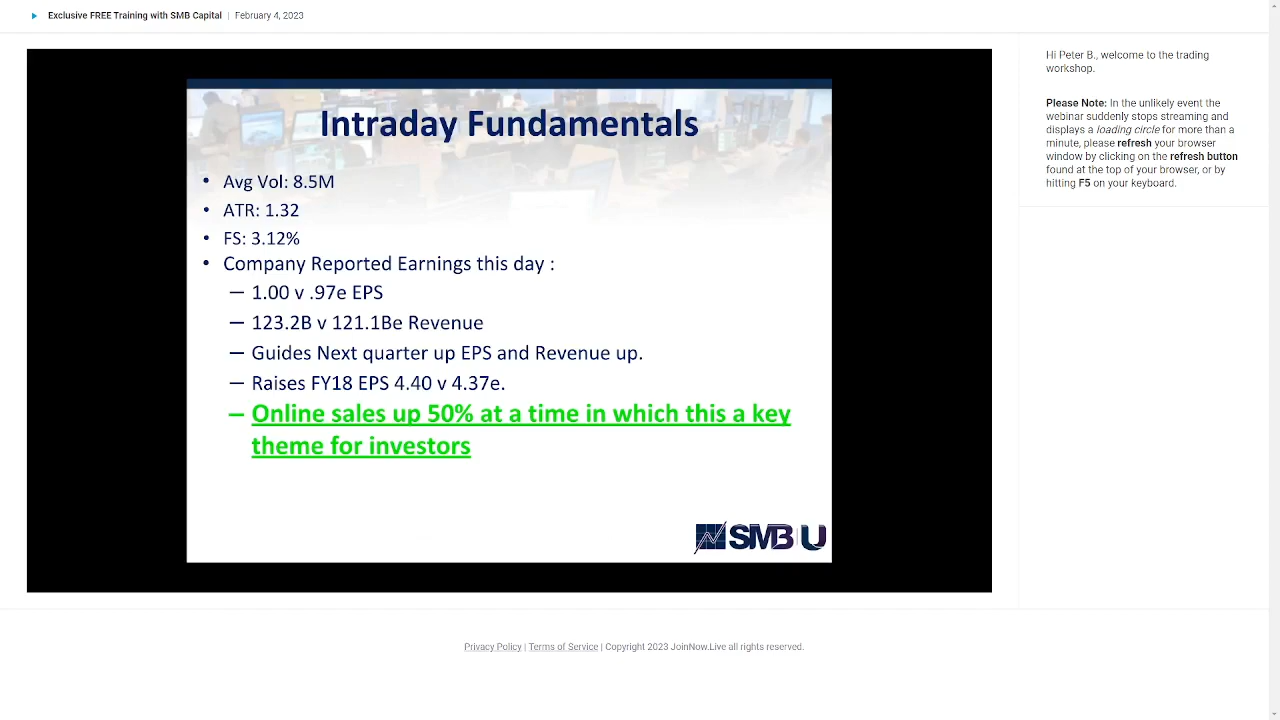 Exclusive FREE Training with SMB Capital | February 4, 2023
Hi Peter B., welcome to the trading
workshop.
Please Note: In the unlikely event the
webinar suddenly stops streaming and
displays a loading circle for more than a
minute, please refresh your browser
window by clicking on the refresh button
found at the top of your browser, or by
hitting F5 on your keyboard.
Intraday Fundamentals
• Avg Vol: 8.5M
• ATR: 1.32
• FS: 3.12%
• Company Reported Earnings this day :
– 1.00 v .97e EPS
– 123.2B v 121.1Be Revenue
– Guides Next quarter up EPS and Revenue up.
– Raises FY18 EPS 4.40 v 4.37e.
– Online sales up 50% at a time in which this a key
theme for investors
SMB U
Privacy Policy | Terms of Service | Copyright 2023 JoinNow.Live all rights reserved.